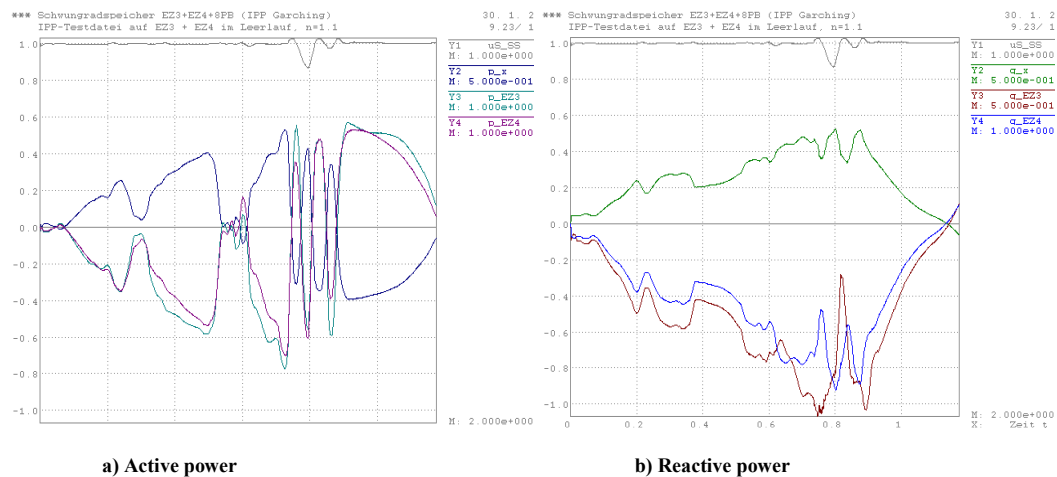 *** Schwungradspeicher EZ3+EZ4+8PB (IPP Garching)
30. 1. 2
IPP-Testdatei auf EZ3 + EZ4 im Leerlauf, n=1.1
9.23/ 1
Y1 uS_SS
M: 1.000e+000
Y2 p_x
M: 5.000e-001
Y3 p_EZ3
M: 1.000e+000
Y4 p_EZ4
M: 1.000e+000
1.0
0.8
0.6
0.4
0.2
0.0
-0.2
-0.4
-0.6
-0.8
-1.0
M: 2.000e+000
a) Active power
*** Schwungradspeicher EZ3+EZ4+8PB (IPP Garching)
30. 1. 2
IPP-Testdatei auf EZ3 + EZ4 im Leerlauf, n=1.1
9.23/ 1
Y1 uS_SS
M: 1.000e+000
Y2 q_x
M: 5.000e-001
Y3 q_EZ3
M: 5.000e-001
Y4 q_EZ4
M: 1.000e+000
1.0
0.8
0.6
0.4
0.2
0.0
-0.2
-0.4
-0.6
-0.8
-1.0
M: 2.000e+000
0 0.2 0.4 0.6 0.8 1
X: Zeit t
b) Reactive power